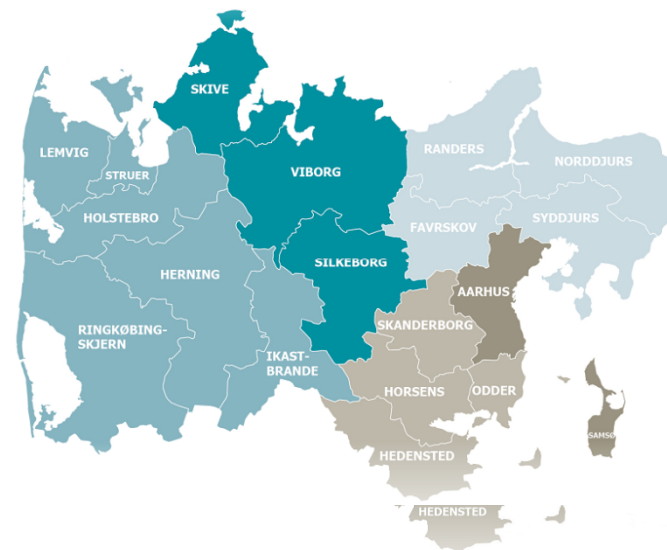 SKIVE
LEMVIG
STRUER
RANDERS
NORDDJURS
VIBORG
HOLSTEBRO
FAVRSKOV
SYDDJURS
SILKEBORG
HERNING
AARHUS
RINGKØBING-
SKJERN
SKANDERBORG
IKAST-
BRANDE
HORSENS
ODDER
SAMSØ
HEDENSTED
HEDENSTED